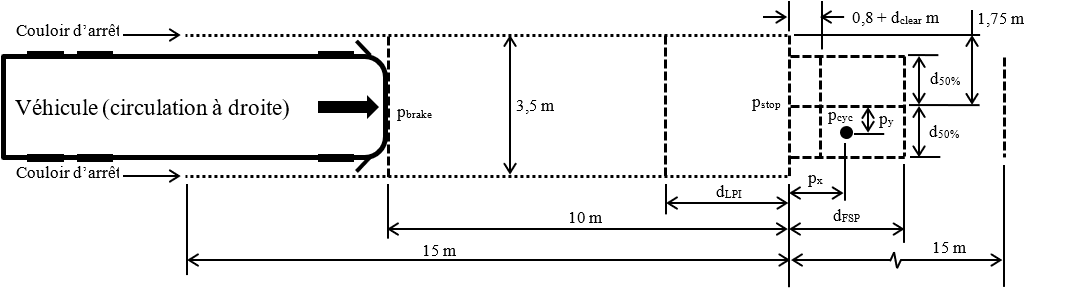 Couloir d'arrêt
0,8 + dclear m
1,75 m
Véhicule (circulation à droite)
pbrake
3,5 m
pstop
pcyc
py
d50%
d50%
Couloir d'arrêt
px
dLPI
dFSP
10 m
15 m
15 m